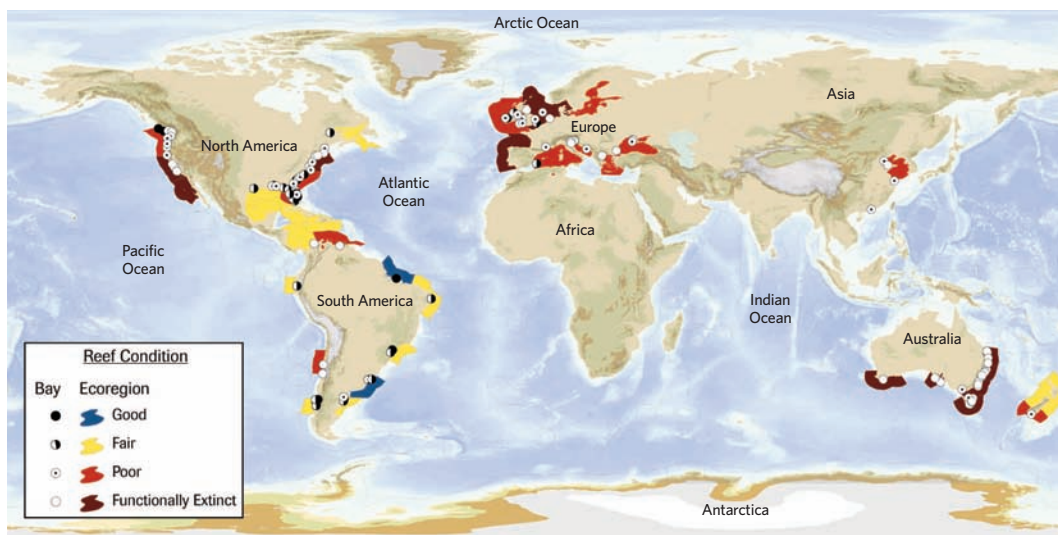 Arctic Ocean
Asia
Europe
North America
Atlantic
Ocean
Africa
Pacific
Ocean
South America
Indian
Ocean
Australia
Reef Condition
Bay Ecoregion
Good
Fair
Poor
Functionally Extinct
Antarctica